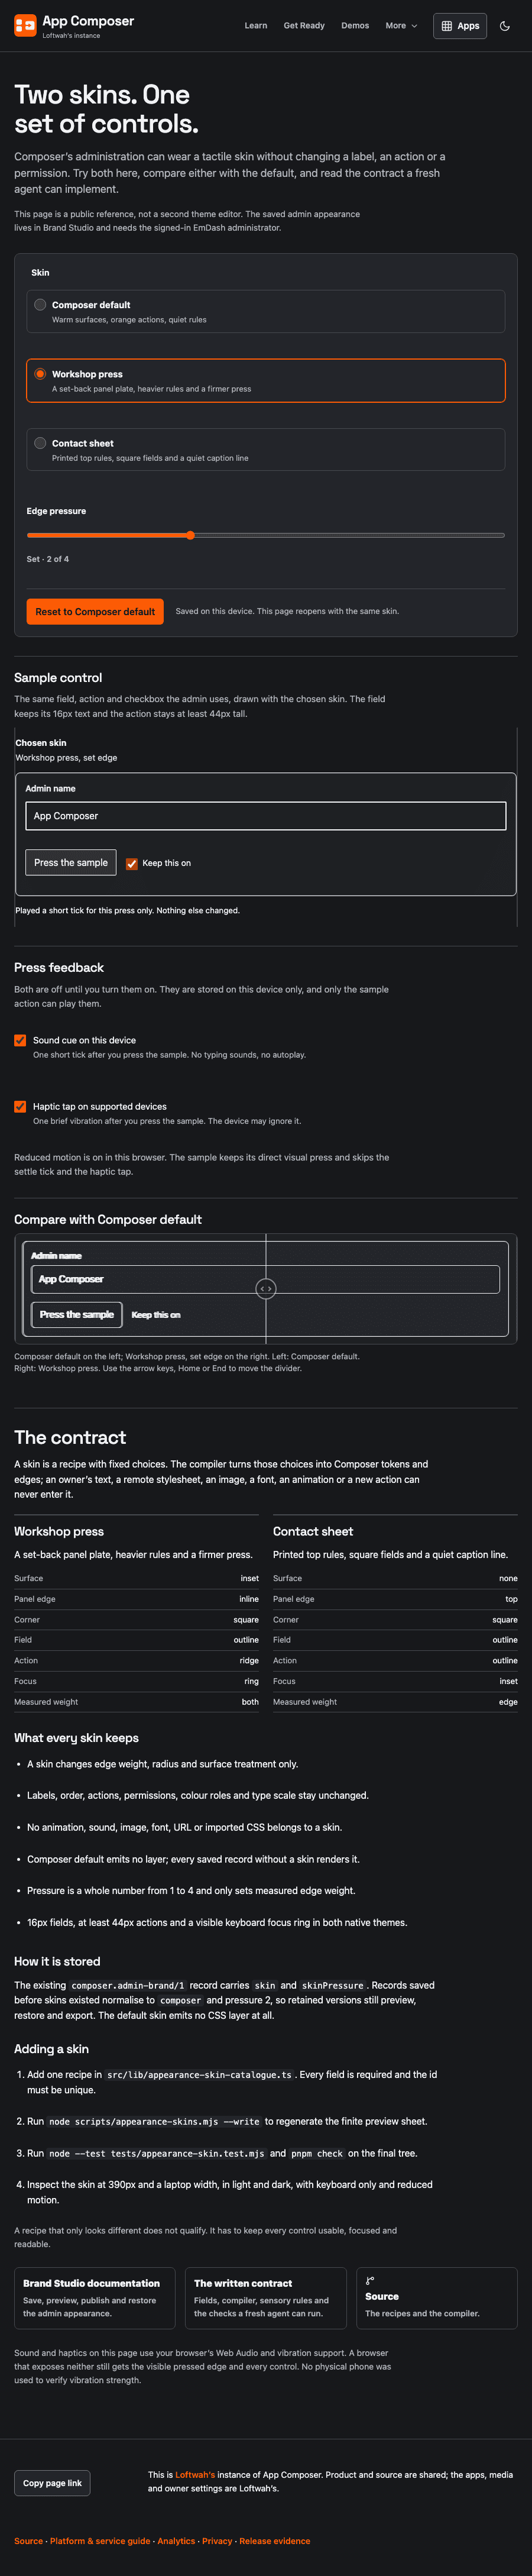 App Composer
Loftwah's instance
Learn
Get Ready
Demos
More
Apps
Two skins. One
set of controls.
Composer's administration can wear a tactile skin without changing a label, an action or a
permission. Try both here, compare either with the default, and read the contract a fresh
agent can implement.
This page is a public reference, not a second theme editor. The saved admin appearance
lives in Brand Studio and needs the signed-in EmDash administrator.
Skin
Composer default
Warm surfaces, orange actions, quiet rules
Workshop press
A set-back panel plate, heavier rules and a firmer press
Contact sheet
Printed top rules, square fields and a quiet caption line
Edge pressure
Set · 2 of 4
Reset to Composer default
Saved on this device. This page reopens with the same skin.
Sample control
The same field, action and checkbox the admin uses, drawn with the chosen skin. The field
keeps its 16px text and the action stays at least 44px tall.
Chosen skin
Workshop press, set edge
Admin name
App Composer
Press the sample
Keep this on
Played a short tick for this press only. Nothing else changed.
Press feedback
Both are off until you turn them on. They are stored on this device only, and only the sample
action can play them.
Sound cue on this device
One short tick after you press the sample. No typing sounds, no autoplay.
Haptic tap on supported devices
One brief vibration after you press the sample. The device may ignore it.
Reduced motion is on in this browser. The sample keeps its direct visual press and skips the
settle tick and the haptic tap.
Compare with Composer default
Admin name
App Composer
Press the sample
Keep this on
Composer default on the left; Workshop press, set edge on the right. Left: Composer default.
Right: Workshop press. Use the arrow keys, Home or End to move the divider.
The contract
A skin is a recipe with fixed choices. The compiler turns those choices into Composer tokens and
edges; an owner's text, a remote stylesheet, an image, a font, an animation or a new action can
never enter it.
Workshop press
A set-back panel plate, heavier rules and a firmer press.
Surface inset
Panel edge inline
Corner square
Field outline
Action ridge
Focus ring
Measured weight both
Contact sheet
Printed top rules, square fields and a quiet caption line.
Surface none
Panel edge top
Corner square
Field outline
Action outline
Focus inset
Measured weight edge
What every skin keeps
• A skin changes edge weight, radius and surface treatment only.
• Labels, order, actions, permissions, colour roles and type scale stay unchanged.
• No animation, sound, image, font, URL or imported CSS belongs to a skin.
• Composer default emits no layer; every saved record without a skin renders it.
• Pressure is a whole number from 1 to 4 and only sets measured edge weight.
• 16px fields, at least 44px actions and a visible keyboard focus ring in both native themes.
How it is stored
The existing composer.admin-brand/1 record carries skin and skinPressure. Records saved
before skins existed normalise to composer and pressure 2, so retained versions still preview,
restore and export. The default skin emits no CSS layer at all.
Adding a skin
1. Add one recipe in src/lib/appearance-skin-catalogue.ts. Every field is required and the id
must be unique.
2. Run node scripts/appearance-skins.mjs --write to regenerate the finite preview sheet.
3. Run node --test tests/appearance-skin.test.mjs and pnpm check on the final tree.
4. Inspect the skin at 390px and a laptop width, in light and dark, with keyboard only and reduced
motion.
A recipe that only looks different does not qualify. It has to keep every control usable, focused and
readable.
Brand Studio documentation
Save, preview, publish and restore
the admin appearance.
The written contract
Fields, compiler, sensory rules and
the checks a fresh agent can run.
Source
The recipes and the compiler.
Sound and haptics on this page use your browser's Web Audio and vibration support. A browser
that exposes neither still gets the visible pressed edge and every control. No physical phone was
used to verify vibration strength.
Copy page link
This is Loftwah's instance of App Composer. Product and source are shared; the apps, media
and owner settings are Loftwah's.
Source · Platform & service guide · Analytics · Privacy · Release evidence